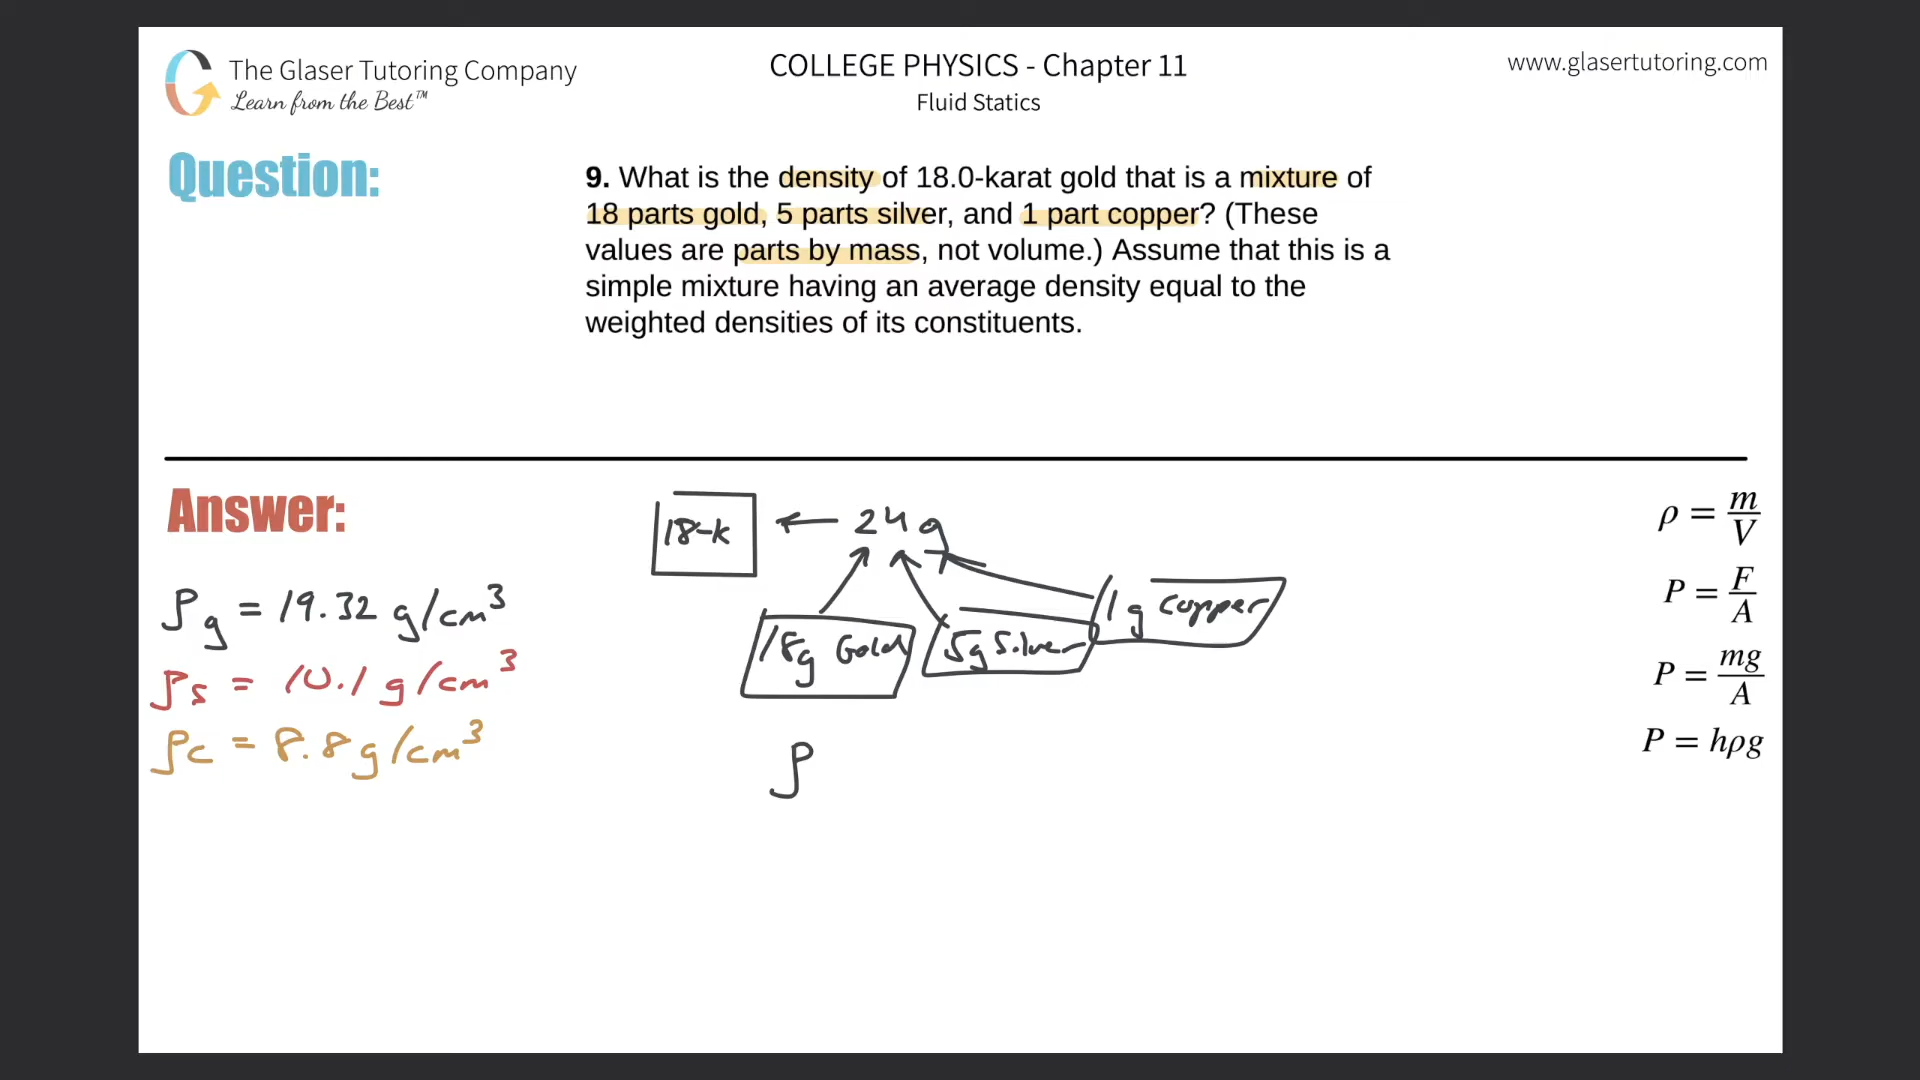 The Glaser Tutoring Company
Learn from the Best™
COLLEGE PHYSICS - Chapter 11
Fluid Statics
www.glasertutoring.com
Question:
9. What is the density of 18.0-karat gold that is a mixture of
18 parts gold, 5 parts silver, and 1 part copper? (These
values are parts by mass, not volume.) Assume that this is a
simple mixture having an average density equal to the
weighted densities of its constituents.
Answer:
18-k ← 24 g
18g Gold
5g Silver
1g copper
ρg = 19.32 g/cm³
ρs = 10.1 g/cm³
ρc = 8.8 g/cm³
ρ
ρ = m/V
P = F/A
P = mg/A
P = hρg